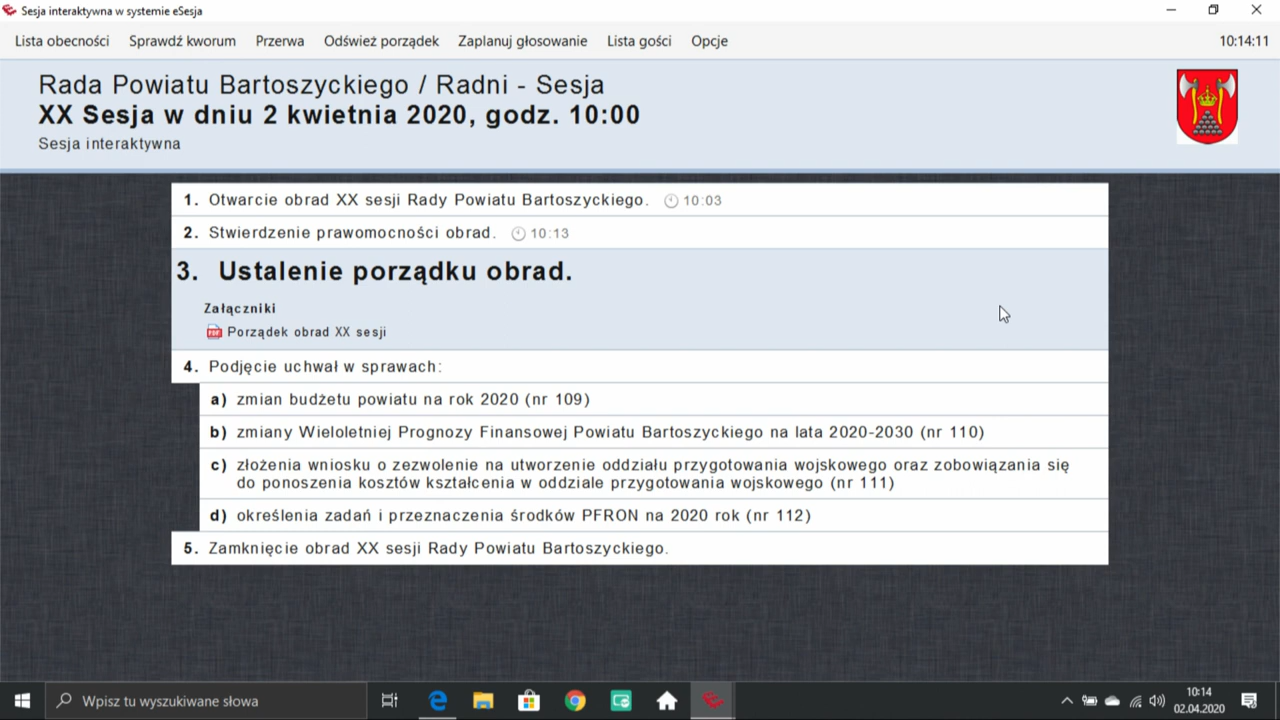 Sesja interaktywna w systemie eSesja
Lista obecności Sprawdź kworum Przerwa Odśwież porządek Zaplanuj głosowanie Lista gości Opcje 10:14:11
Rada Powiatu Bartoszyckiego / Radni - Sesja
XX Sesja w dniu 2 kwietnia 2020, godz. 10:00
Sesja interaktywna
1. Otwarcie obrad XX sesji Rady Powiatu Bartoszyckiego. 10:03
2. Stwierdzenie prawomocności obrad. 10:13
3. Ustalenie porządku obrad.
Załączniki
PDF Porządek obrad XX sesji
4. Podjęcie uchwał w sprawach:
a) zmian budżetu powiatu na rok 2020 (nr 109)
b) zmiany Wieloletniej Prognozy Finansowej Powiatu Bartoszyckiego na lata 2020-2030 (nr 110)
c) złożenia wniosku o zezwolenie na utworzenie oddziału przygotowania wojskowego oraz zobowiązania się
do ponoszenia kosztów kształcenia w oddziale przygotowania wojskowego (nr 111)
d) określenia zadań i przeznaczenia środków PFRON na 2020 rok (nr 112)
5. Zamknięcie obrad XX sesji Rady Powiatu Bartoszyckiego.
Wpisz tu wyszukiwane słowa
10:14
02.04.2020